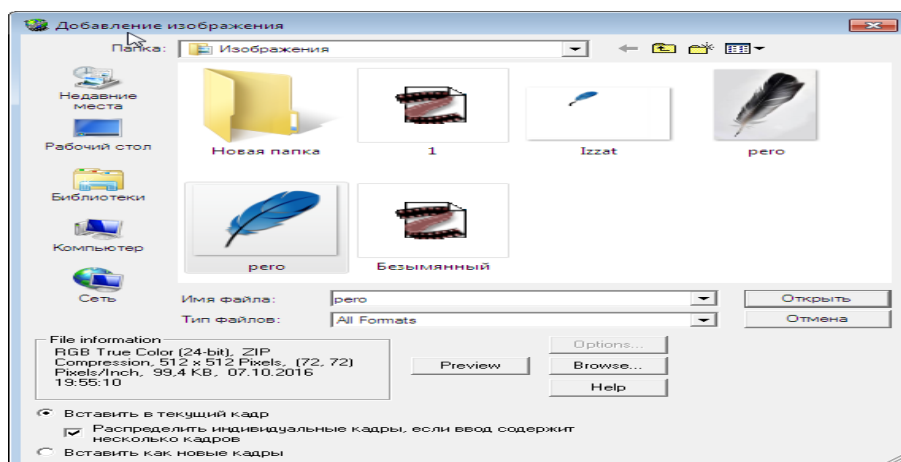 Добавление изображения
Папка: Изображения
Недавние места
Рабочий стол
Библиотеки
Компьютер
Сеть
Новая папка
1
Izzat
pero
pero
Безымянный
Имя файла: pero Открыть
Тип файлов: All Formats Отмена
File information
RGB True Color (24-bit), ZIP
Compression, 512 x 512 Pixels, (72, 72)
Pixels/Inch, 99,4 KB, 07.10.2016
19:55:10
Preview
Options...
Browse...
Help
Вставить в текущий кадр
Распределить индивидуальные кадры, если ввод содержит
несколько кадров
Вставить как новые кадры